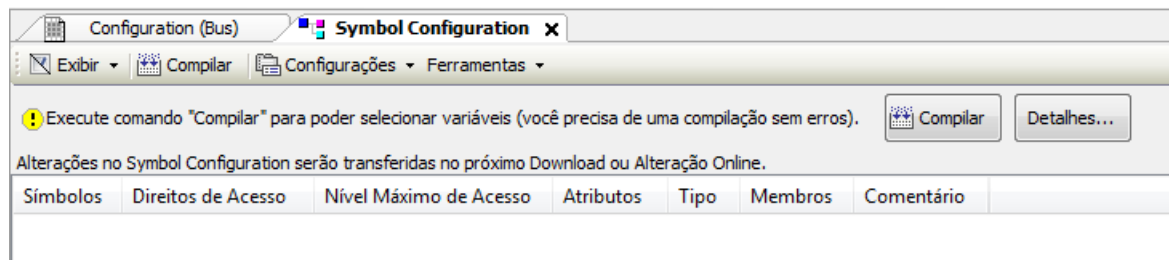 Configuration (Bus) Symbol Configuration
Exibir Compilar Configurações Ferramentas
Execute comando "Compilar" para poder selecionar variáveis (você precisa de uma compilação sem erros). Compilar Detalhes...
Alterações no Symbol Configuration serão transferidas no próximo Download ou Alteração Online.
Símbolos Direitos de Acesso Nível Máximo de Acesso Atributos Tipo Membros Comentário